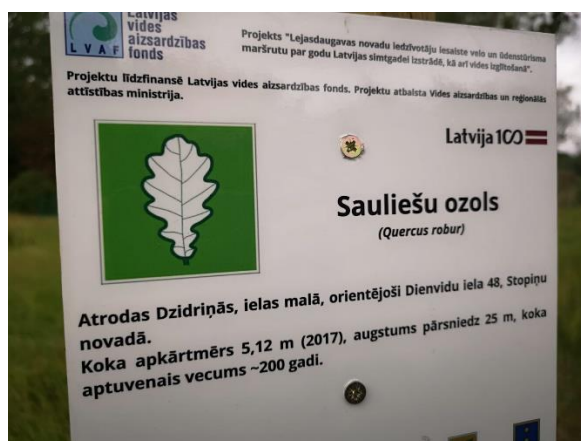 Latvijas
vides
aizsardzības
fonds
LVAF
Projekts "Lejasdaugavas novadu iedzīvotāju iesaiste velo un ūdenstūrisma
maršrutu par godu Latvijas simtgadei izstrādē, kā arī vides izglītošanā".
Projektu līdzfinansē Latvijas vides aizsardzības fonds. Projektu atbalsta Vides aizsardzības un reģionālās
attīstības ministrija.
Latvija 100
Sauliešu ozols
(Quercus robur)
Atrodas Dzidriņās, ielas malā, orientējoši Dienvidu iela 48, Stopiņu
novadā.
Koka apkārtmērs 5,12 m (2017), augstums pārsniedz 25 m, koka
aptuvenais vecums ~200 gadi.